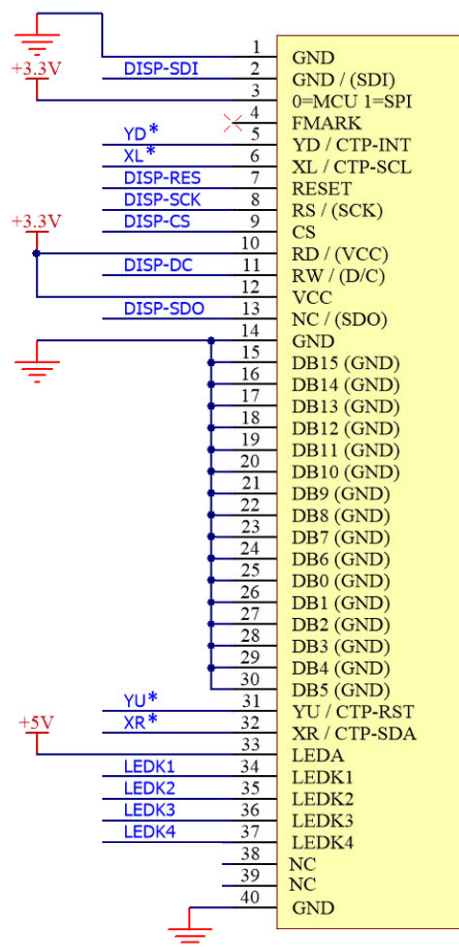 1 GND
+3.3V DISP-SDI 2 GND / (SDI)
3 0=MCU 1=SPI
4 FMARK
YD* 5 YD / CTP-INT
XL* 6 XL / CTP-SCL
DISP-RES 7 RESET
DISP-SCK 8 RS / (SCK)
+3.3V DISP-CS 9 CS
10 RD / (VCC)
DISP-DC 11 RW / (D/C)
12 VCC
DISP-SDO 13 NC / (SDO)
14 GND
15 DB15 (GND)
16 DB14 (GND)
17 DB13 (GND)
18 DB12 (GND)
19 DB11 (GND)
20 DB10 (GND)
21 DB9 (GND)
22 DB8 (GND)
23 DB7 (GND)
24 DB6 (GND)
25 DB0 (GND)
26 DB1 (GND)
27 DB2 (GND)
28 DB3 (GND)
29 DB4 (GND)
30 DB5 (GND)
YU* 31 YU / CTP-RST
+5V XR* 32 XR / CTP-SDA
33 LEDA
LEDK1 34 LEDK1
LEDK2 35 LEDK2
LEDK3 36 LEDK3
LEDK4 37 LEDK4
38 NC
39 NC
40 GND